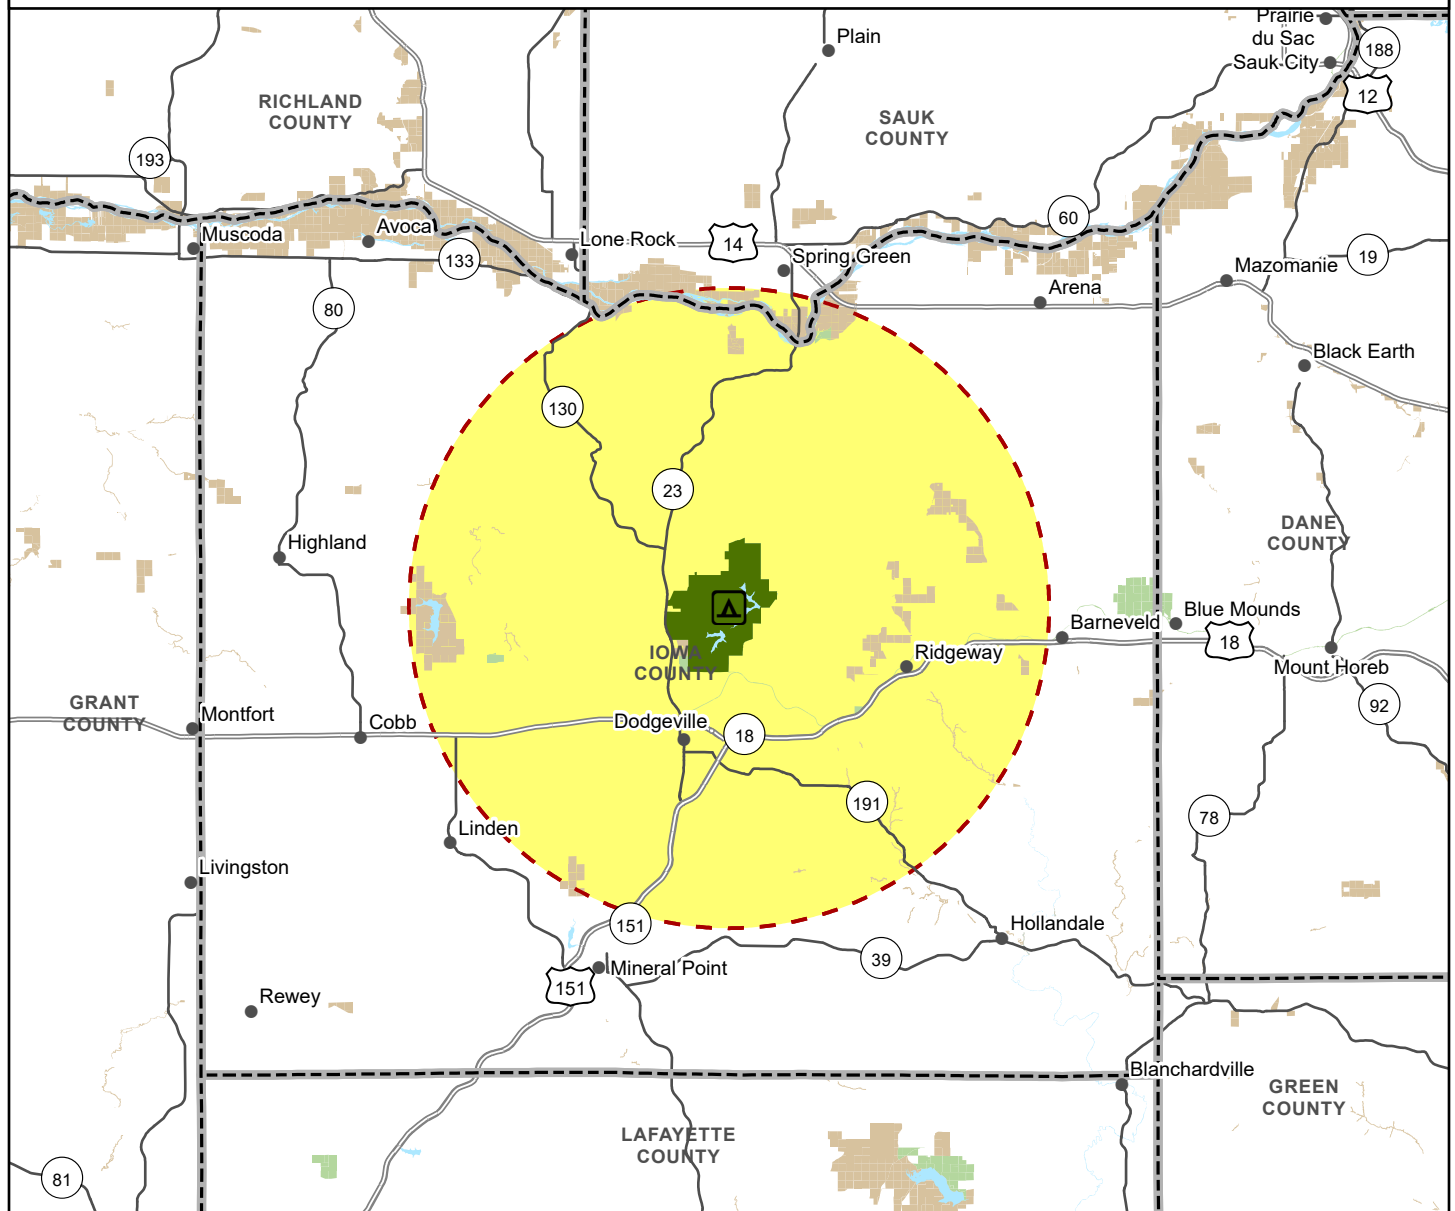 Prairie
du Sac
Sauk City
188
12
Plain
RICHLAND
COUNTY
SAUK
COUNTY
193
60
Muscoda
Avoca
133
Lone Rock
14
Spring Green
19
Mazomanie
Arena
80
Black Earth
130
23
Highland
DANE
COUNTY
Barneveld
Blue Mounds
18
Mount Horeb
IOWA
COUNTY
Ridgeway
92
GRANT
COUNTY
Montfort
Cobb
Dodgeville
18
191
78
Linden
Livingston
151
Hollandale
39
Mineral Point
151
Rewey
Blanchardville
GREEN
COUNTY
LAFAYETTE
COUNTY
81